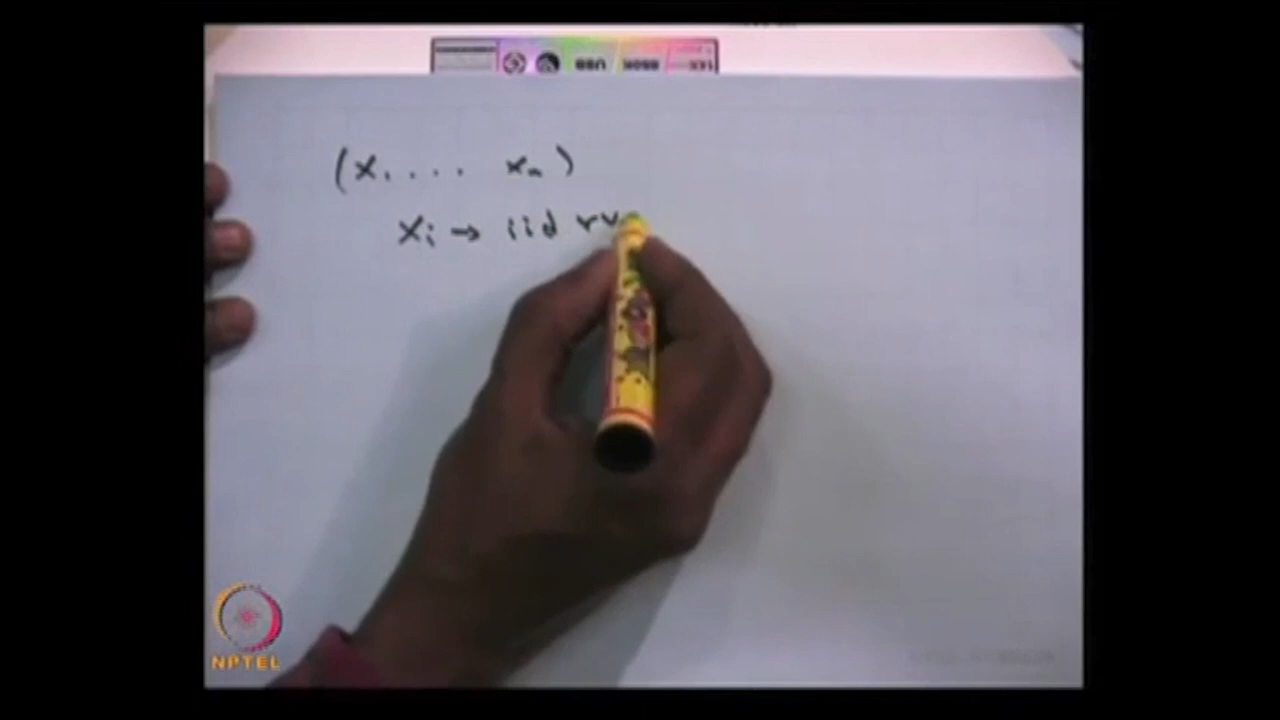 (x₁ .... xₙ)
xᵢ → iid rv
NPTEL